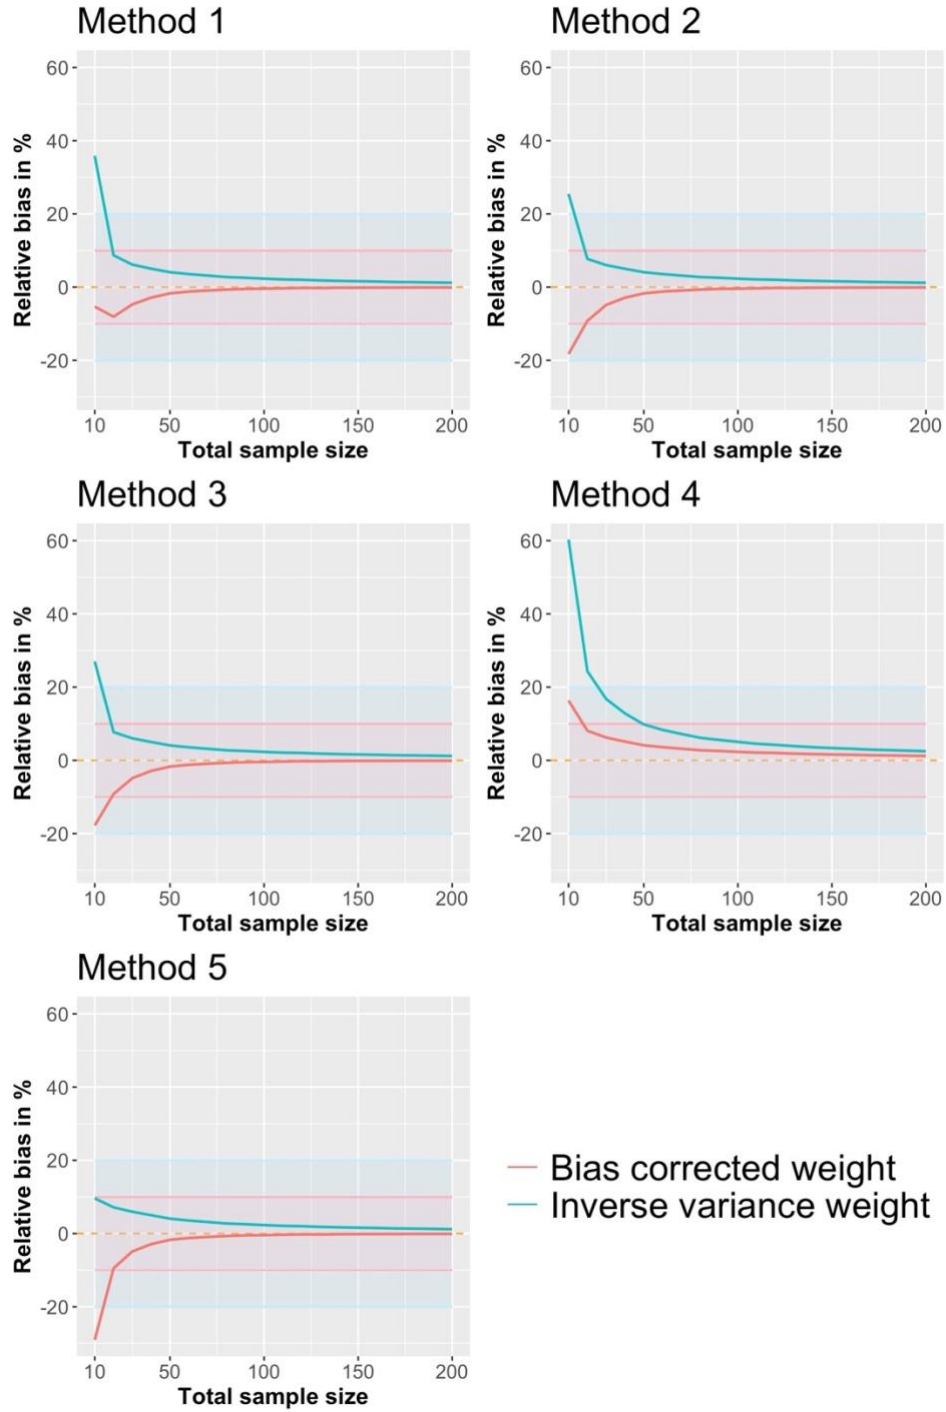 Method 1
Relative bias in %
60
40
20
0
-20
10 50 100 150 200
Total sample size
Method 2
Relative bias in %
60
40
20
0
-20
10 50 100 150 200
Total sample size
Method 3
Relative bias in %
60
40
20
0
-20
10 50 100 150 200
Total sample size
Method 4
Relative bias in %
60
40
20
0
-20
10 50 100 150 200
Total sample size
Method 5
Relative bias in %
60
40
20
0
-20
10 50 100 150 200
Total sample size
Bias corrected weight
Inverse variance weight